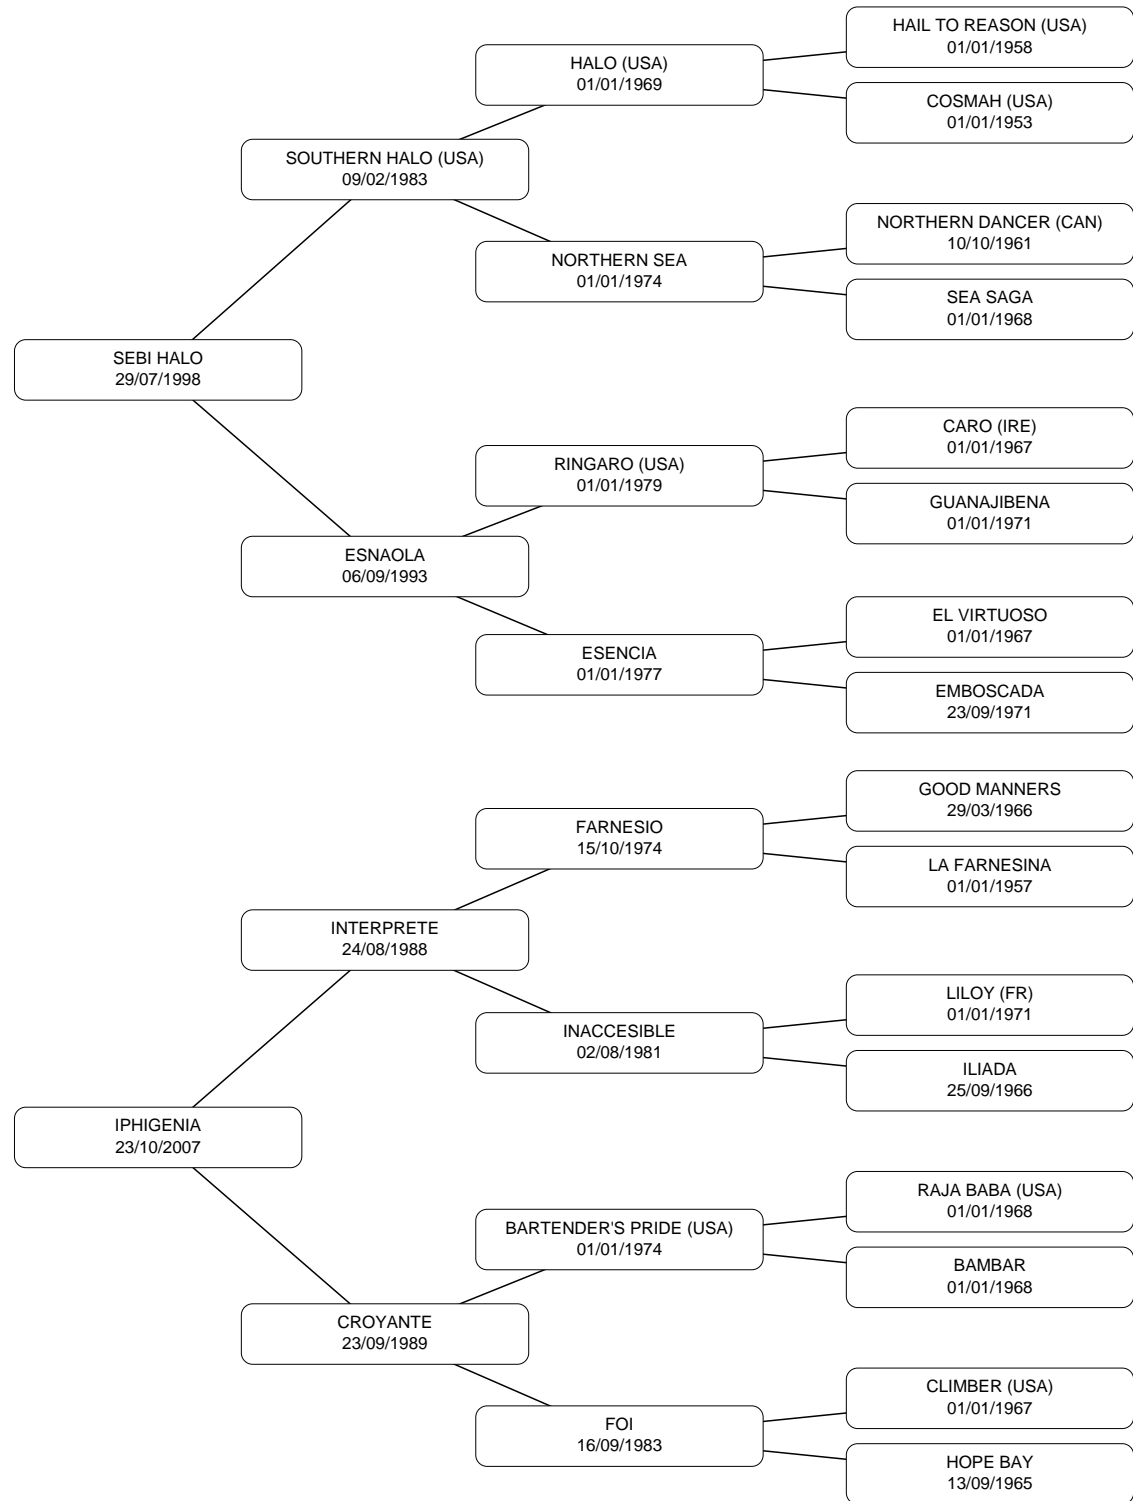 HAIL TO REASON (USA)
01/01/1958
HALO (USA)
01/01/1969
COSMAH (USA)
01/01/1953
SOUTHERN HALO (USA)
09/02/1983
NORTHERN DANCER (CAN)
10/10/1961
NORTHERN SEA
01/01/1974
SEA SAGA
01/01/1968
SEBI HALO
29/07/1998
CARO (IRE)
01/01/1967
RINGARO (USA)
01/01/1979
GUANAJIBENA
01/01/1971
ESNAOLA
06/09/1993
EL VIRTUOSO
01/01/1967
ESENCIA
01/01/1977
EMBOSCADA
23/09/1971
GOOD MANNERS
29/03/1966
FARNESIO
15/10/1974
LA FARNESINA
01/01/1957
INTERPRETE
24/08/1988
LILOY (FR)
01/01/1971
INACCESIBLE
02/08/1981
ILIADA
25/09/1966
IPHIGENIA
23/10/2007
RAJA BABA (USA)
01/01/1968
BARTENDER'S PRIDE (USA)
01/01/1974
BAMBAR
01/01/1968
CROYANTE
23/09/1989
CLIMBER (USA)
01/01/1967
FOI
16/09/1983
HOPE BAY
13/09/1965